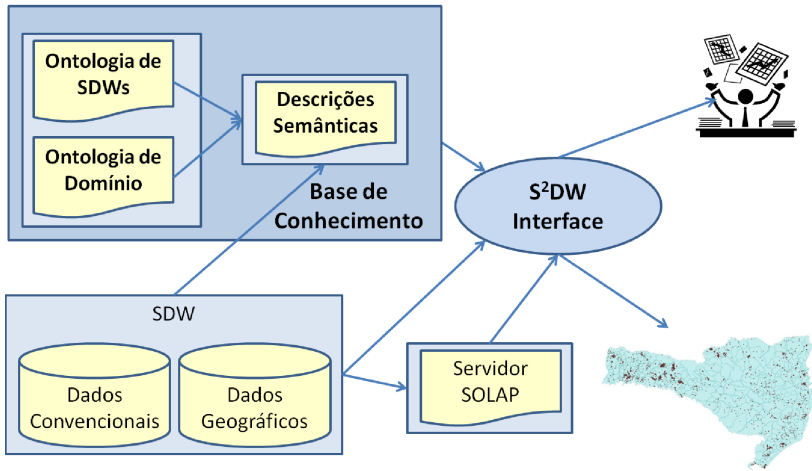 Ontologia de
SDWs
Ontologia de
Domínio
Descrições
Semânticas
Base de
Conhecimento
S²DW
Interface
SDW
Dados
Convencionais
Dados
Geográficos
Servidor
SOLAP